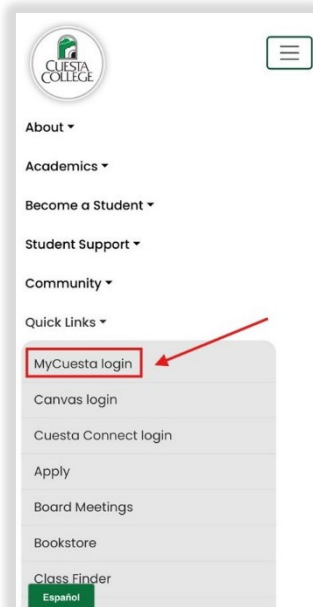 CUESTA
COLLEGE
About
Academics
Become a Student
Student Support
Community
Quick Links
MyCuesta login
Canvas login
Cuesta Connect login
Apply
Board Meetings
Bookstore
Class Finder
Español